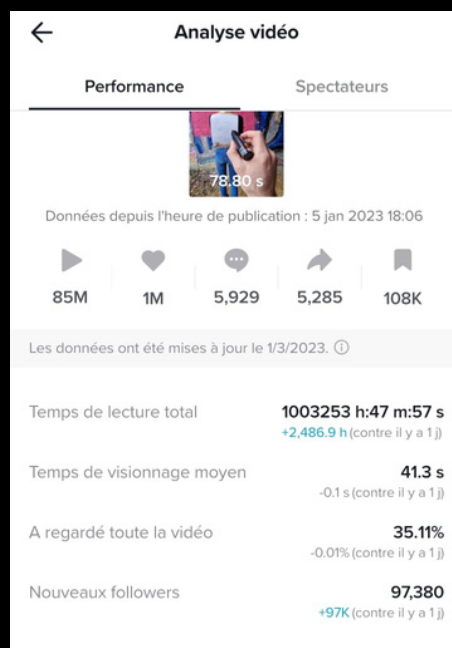 Analyse vidéo
Performance
Spectateurs
78.80 s
Données depuis l'heure de publication : 5 jan 2023 18:06
85M
1M
5,929
5,285
108K
Les données ont été mises à jour le 1/3/2023.
Temps de lecture total
1003253 h:47 m:57 s
+2,486.9 h (contre il y a 1 j)
Temps de visionnage moyen
41.3 s
-0.1 s (contre il y a 1 j)
A regardé toute la vidéo
35.11%
-0.01% (contre il y a 1 j)
Nouveaux followers
97,380
+97K (contre il y a 1 j)